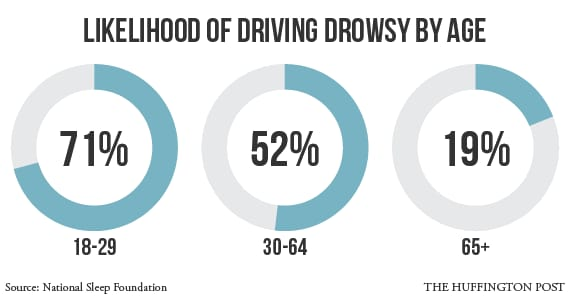 LIKELIHOOD OF DRIVING DROWSY BY AGE
71%
52%
19%
18-29
30-64
65+
Source: National Sleep Foundation
THE HUFFINGTON POST